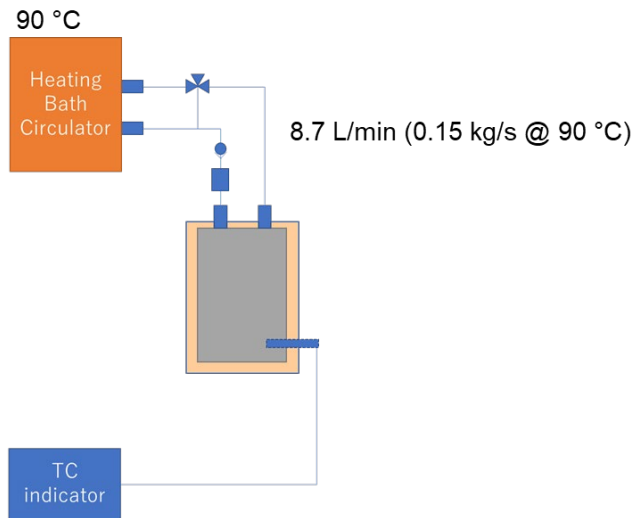 90 °C
Heating
Bath
Circulator
8.7 L/min (0.15 kg/s @ 90 °C)
TC
indicator